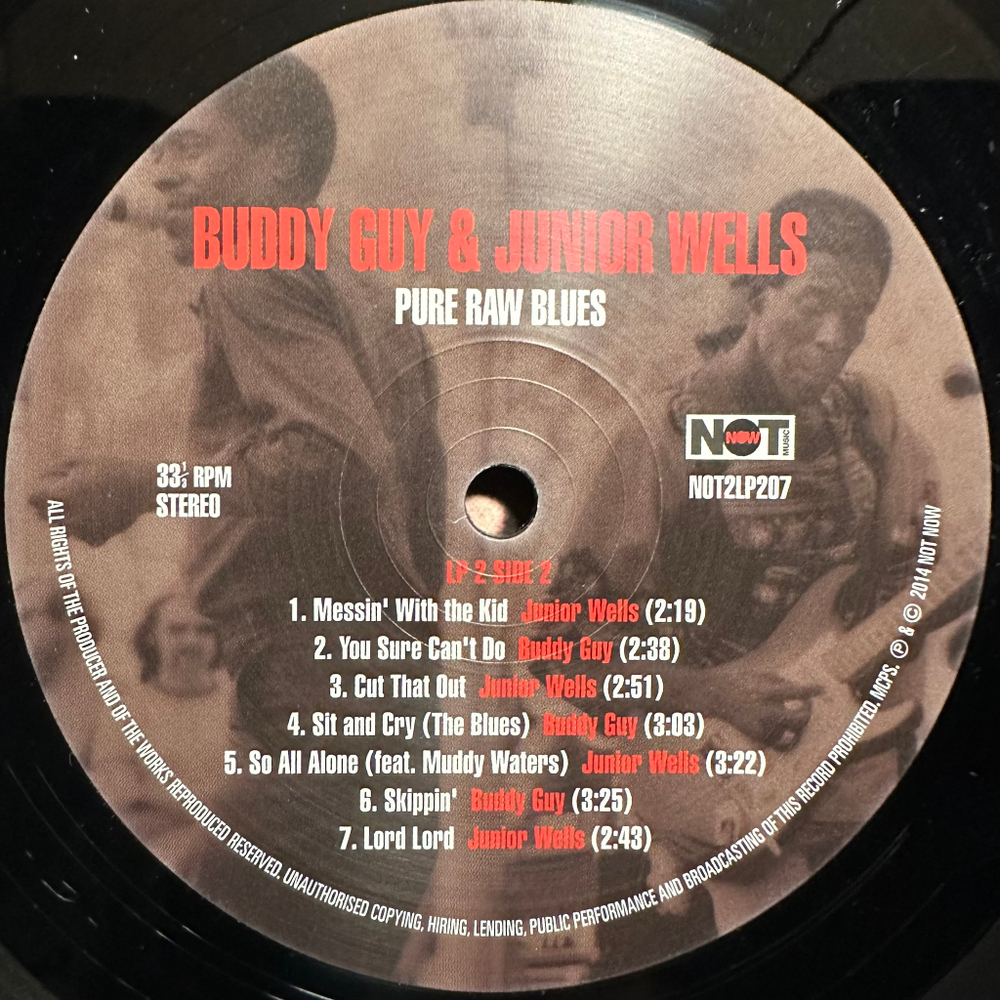 BUDDY GUY & JUNIOR WELLS
PURE RAW BLUES
NOT NOW MUSIC
NOT2LP207
33⅓ RPM
STEREO
LP 2 SIDE 2
1. Messin' With the Kid Junior Wells (2:19)
2. You Sure Can't Do Buddy Guy (2:38)
3. Cut That Out Junior Wells (2:51)
4. Sit and Cry (The Blues) Buddy Guy (3:03)
5. So All Alone (feat. Muddy Waters) Junior Wells (3:22)
6. Skippin' Buddy Guy (3:25)
7. Lord Lord Junior Wells (2:43)
ALL RIGHTS OF THE PRODUCER AND OF THE WORKS REPRODUCED RESERVED. UNAUTHORISED COPYING, HIRING, LENDING, PUBLIC PERFORMANCE AND BROADCASTING OF THIS RECORD PROHIBITED. MCPS. ℗ & © 2014 NOT NOW